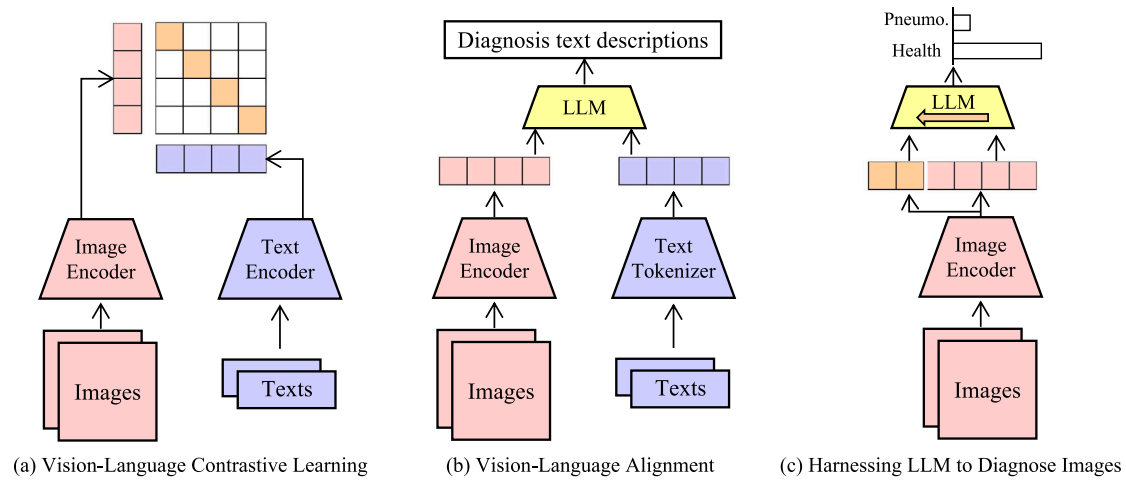 Image
Encoder
Text
Encoder
Images
Texts
(a) Vision-Language Contrastive Learning
Diagnosis text descriptions
LLM
Image
Encoder
Text
Tokenizer
Images
Texts
(b) Vision-Language Alignment
Pneumo.
Health
LLM
Image
Encoder
Images
(c) Harnessing LLM to Diagnose Images